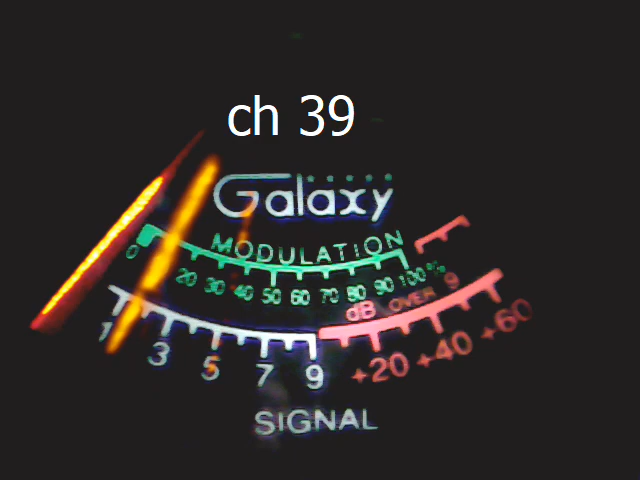 ch 39
Galaxy
MODULATION
0 20 30 40 50 60 70 80 90 100%
dB OVER 9
1 3 5 7 9 +20 +40 +60
SIGNAL